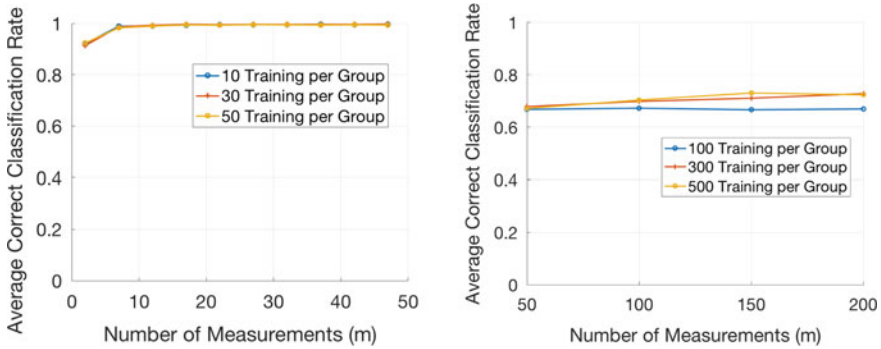 Average Correct Classification Rate
1
0.8
0.6
0.4
0.2
0
10 Training per Group
30 Training per Group
50 Training per Group
0 10 20 30 40 50
Number of Measurements (m)
Average Correct Classification Rate
1
0.8
0.6
0.4
0.2
0
100 Training per Group
300 Training per Group
500 Training per Group
50 100 150 200
Number of Measurements (m)